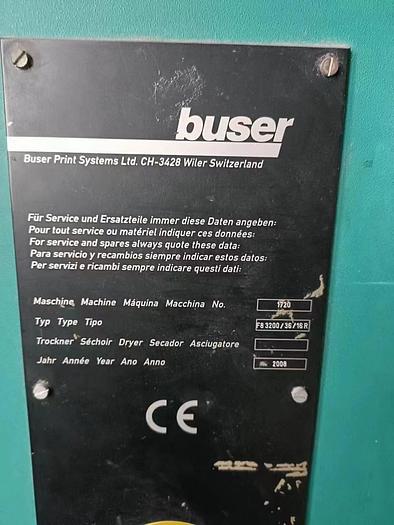 buser
Buser Print Systems Ltd. CH-3428 Wiler Switzerland
Für Service und Ersatzteile immer diese Daten angeben:
Pour tout service ou matériel indiquer ces données:
For service and spares always quote these data:
Para servicio y recambios siempre indicar estos datos:
Per servizi e ricambi sempre indicare questi dati:
Maschine Machine Máquina Macchina No. 1720
Typ Type Tipo F8 3200/36/16 R
Trockner Séchoir Dryer Secador Asciugatore
Jahr Année Year Ano Anno 2008
CE